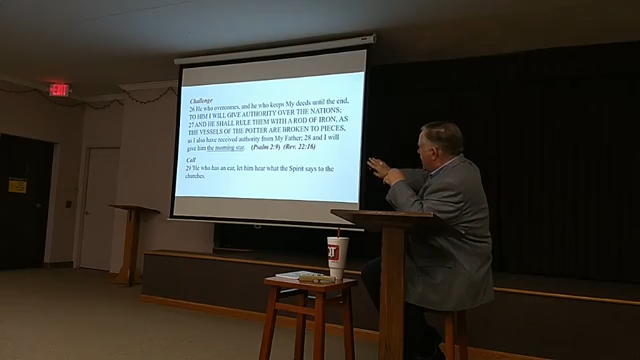 EXIT
Challenge
26 He who overcomes, and he who keeps My deeds until the end,
TO HIM I WILL GIVE AUTHORITY OVER THE NATIONS;
27 AND HE SHALL RULE THEM WITH A ROD OF IRON, AS
THE VESSELS OF THE POTTER ARE BROKEN TO PIECES,
as I also have received authority from My Father; 28 and I will
give him the morning star. (Psalm 2:9) (Rev. 22:16)
Call
29 'He who has an ear, let him hear what the Spirit says to the
churches.